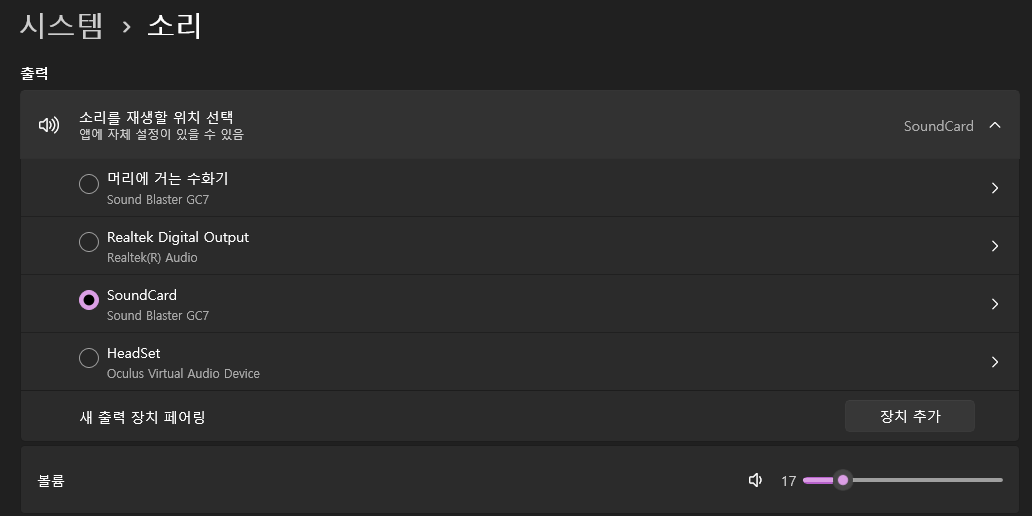 시스템 › 소리
출력
소리를 재생할 위치 선택
앱에 자체 설정이 있을 수 있음
SoundCard
머리에 거는 수화기
Sound Blaster GC7
Realtek Digital Output
Realtek(R) Audio
SoundCard
Sound Blaster GC7
HeadSet
Oculus Virtual Audio Device
새 출력 장치 페어링
장치 추가
볼륨
17